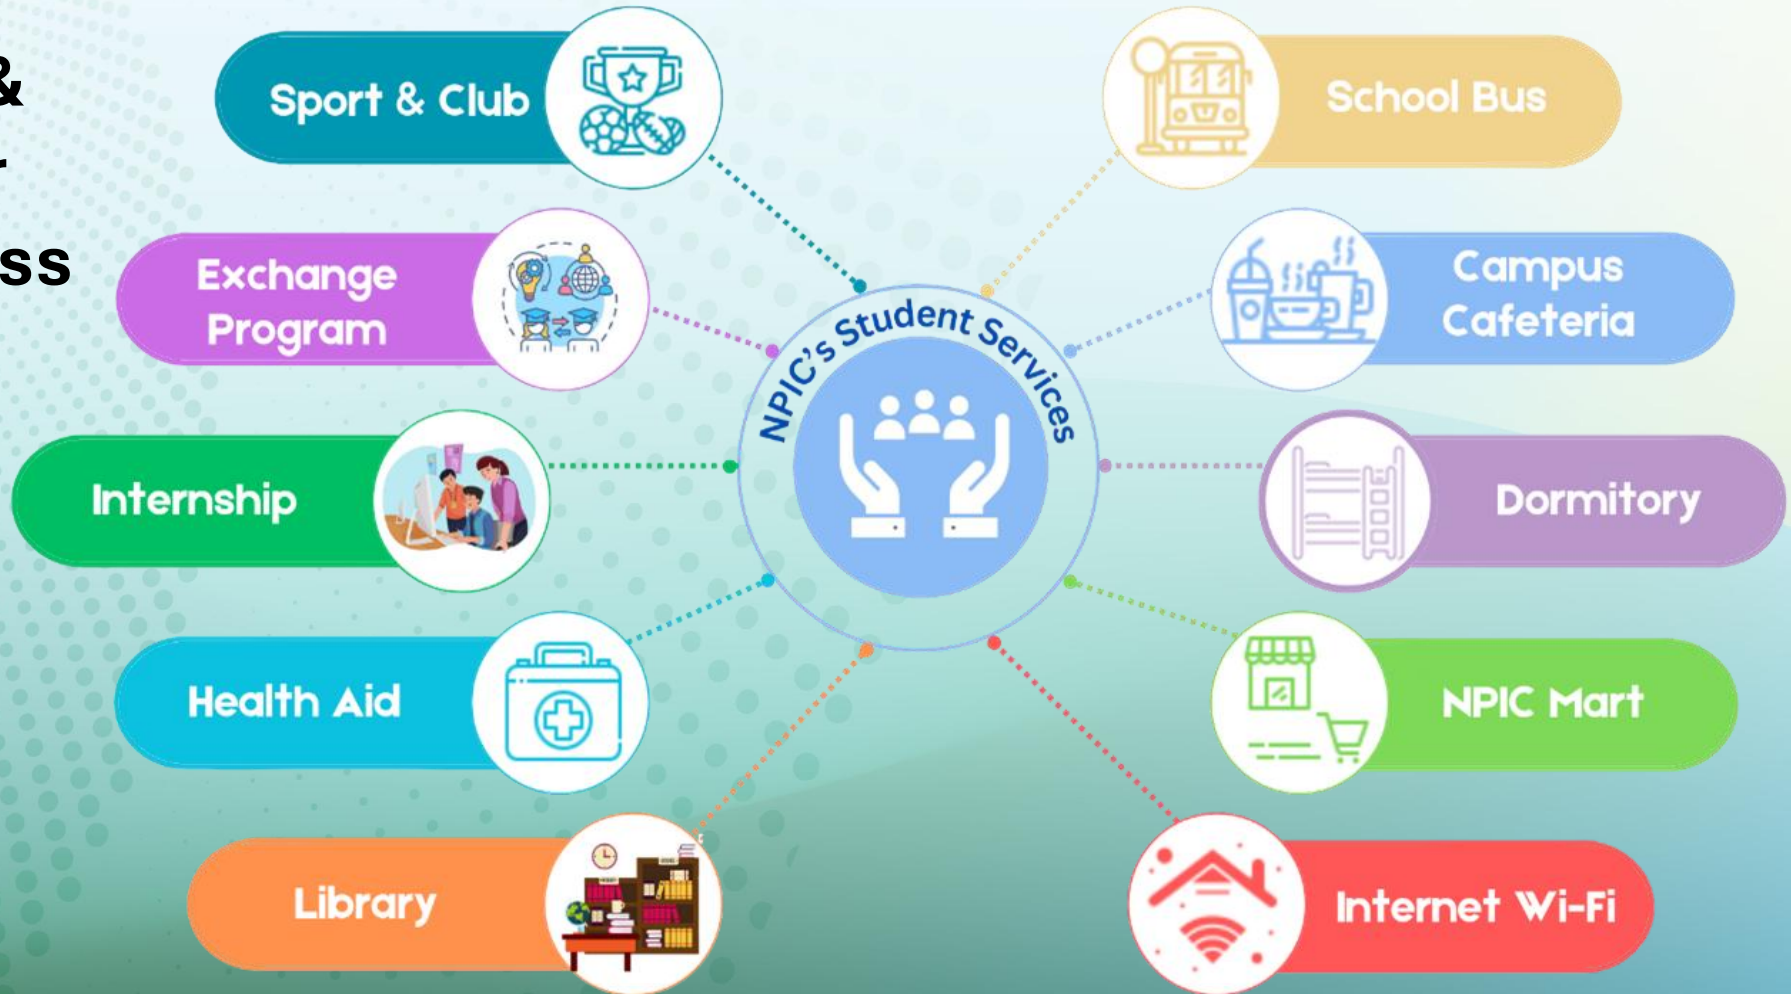 &
ss
Sport & Club
Exchange
Program
Internship
Health Aid
Library
NPIC's Student Services
School Bus
Campus
Cafeteria
Dormitory
NPIC Mart
Internet Wi-Fi